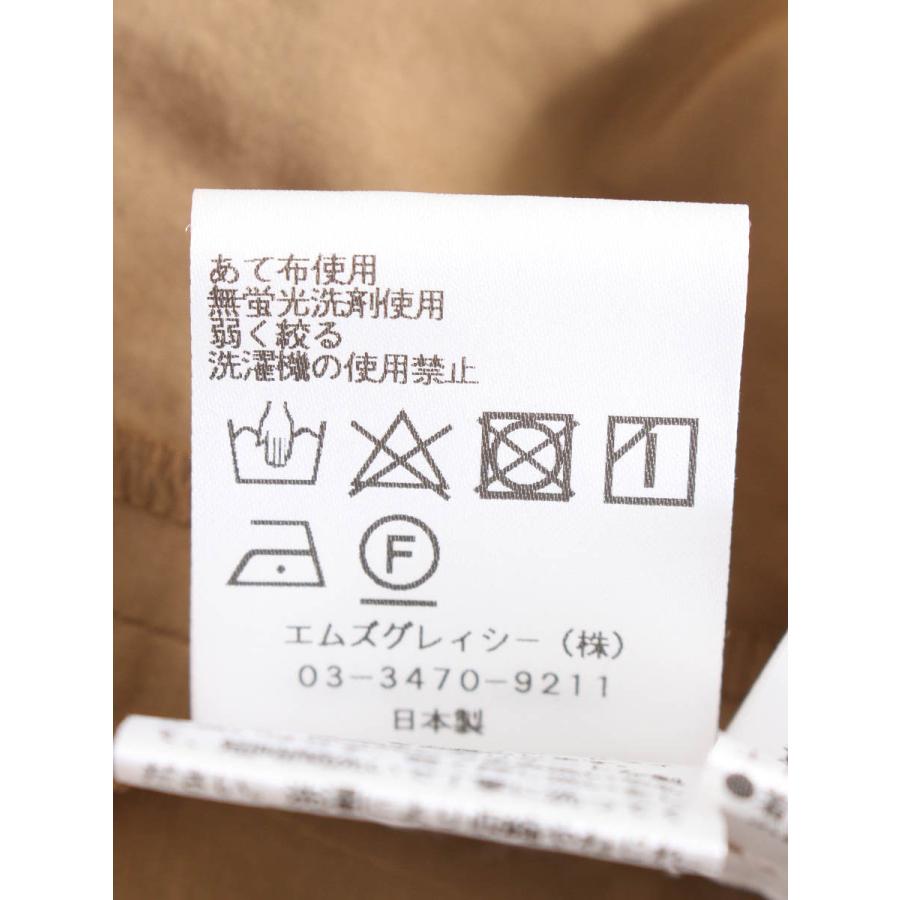 あて布使用
無蛍光洗剤使用
弱く絞る
洗濯機の使用禁止
F
エムズグレィシー（株）
03-3470-9211
日本製